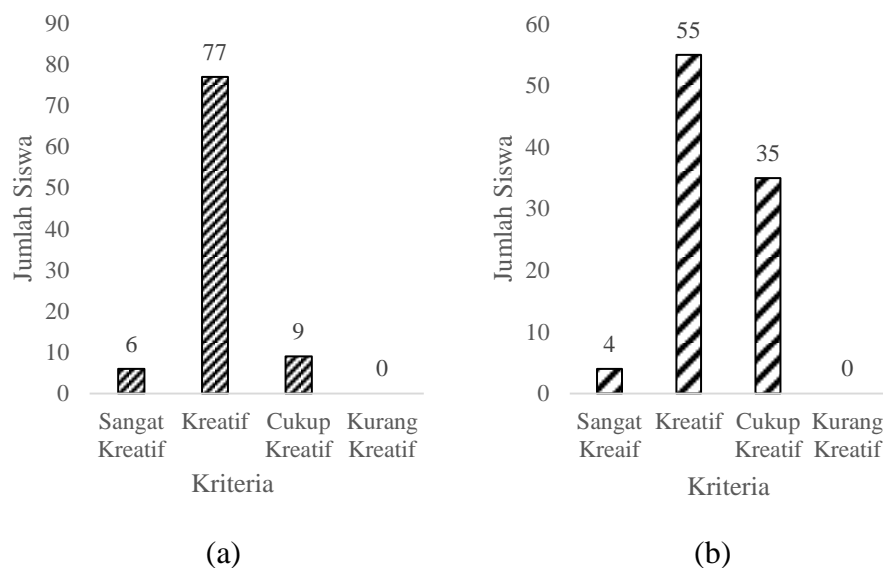 90
80
70
60
50
40
30
20
10
0
Jumlah Siswa
6
77
9
0
Sangat
Kreatif
Kreatif
Cukup
Kreatif
Kurang
Kreatif
Kriteria
(a)
60
50
40
30
20
10
0
Jumlah Siswa
4
55
35
0
Sangat
Kreaif
Kreatif
Cukup
Kreatif
Kurang
Kreatif
Kriteria
(b)